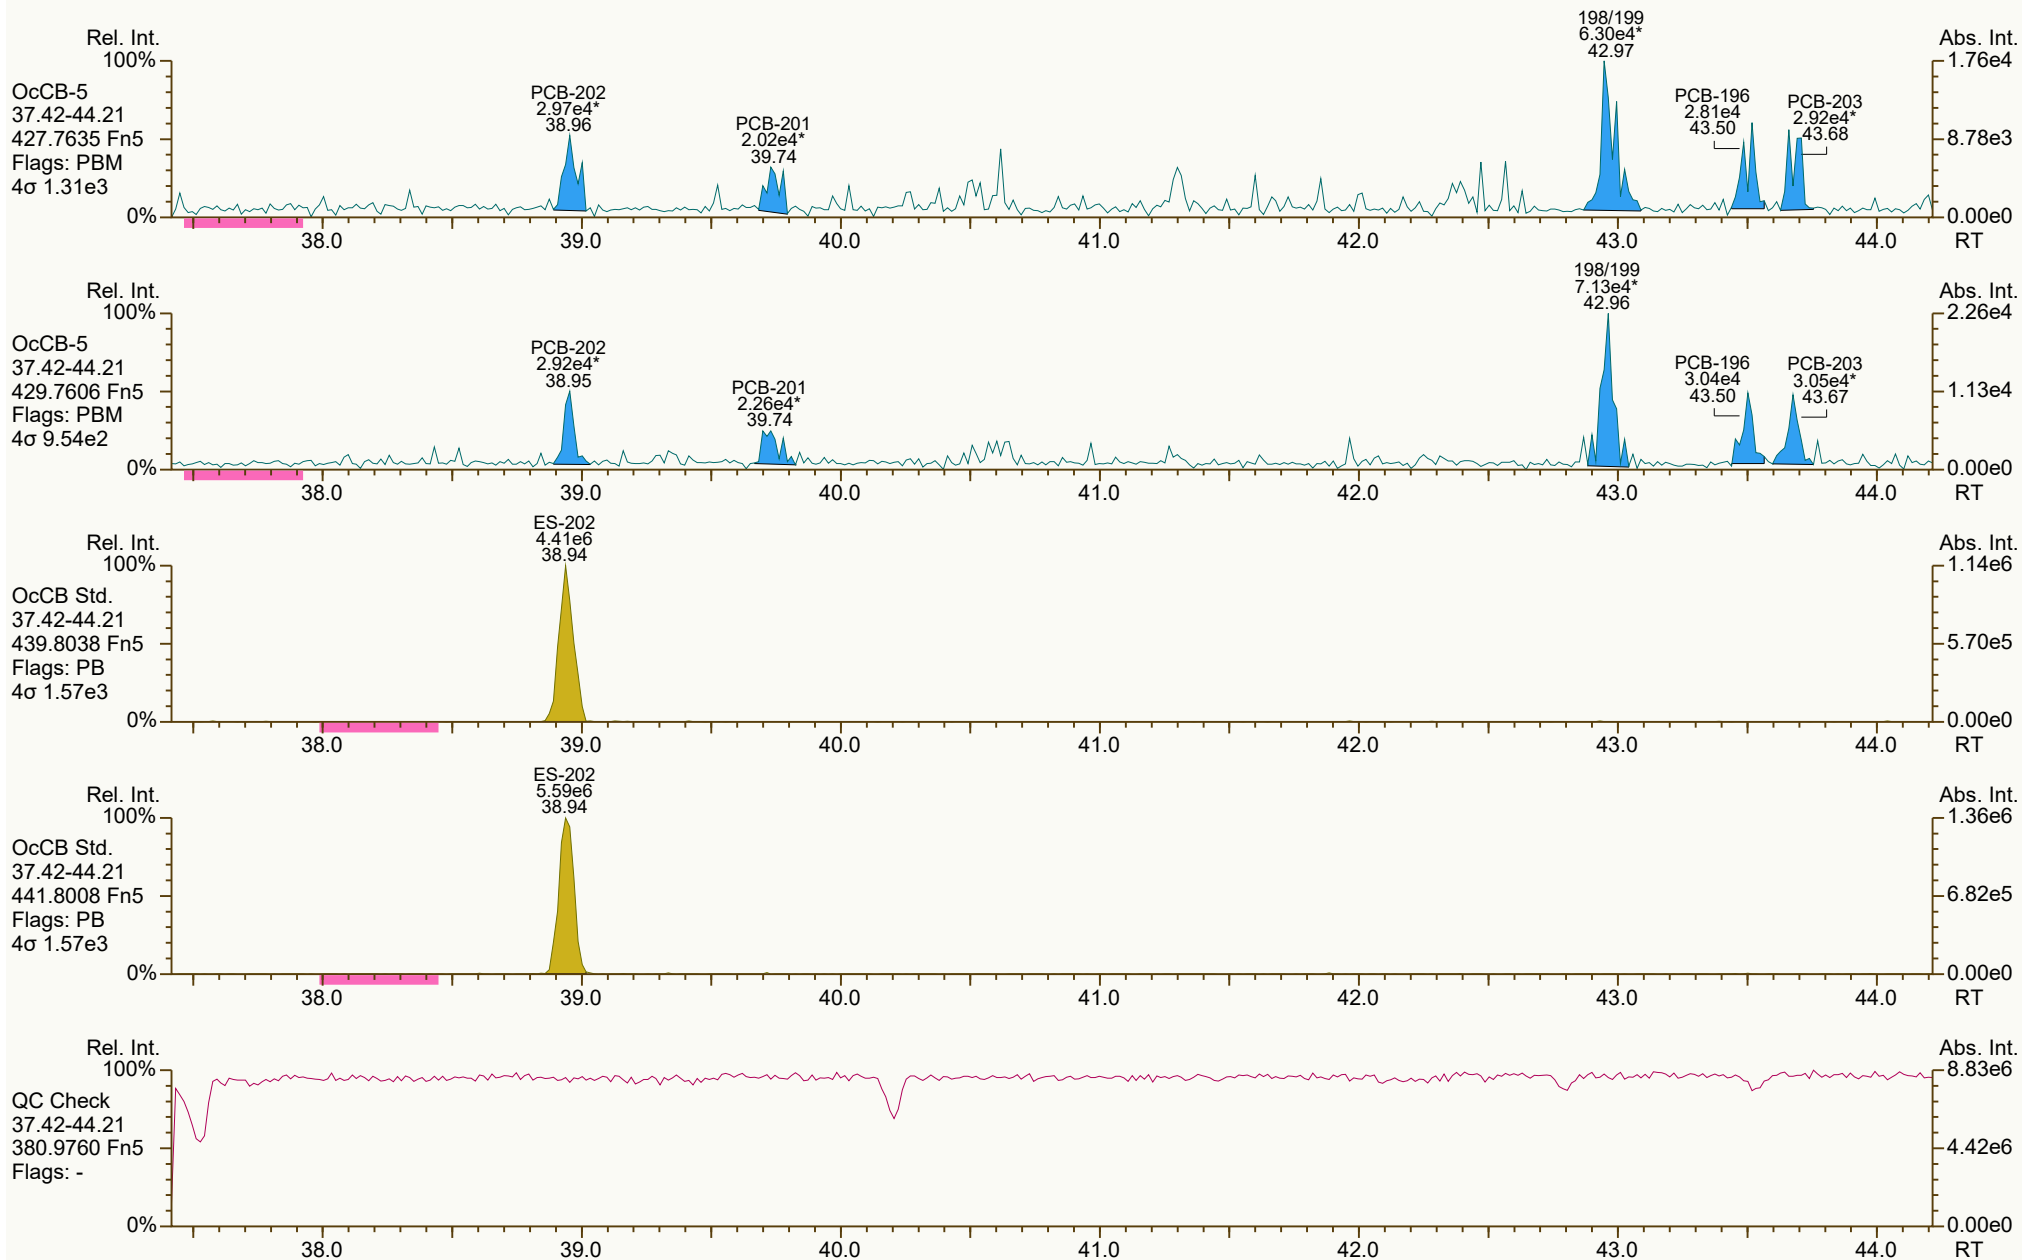 Rel. Int.
100%
0%
OcCB-5
37.42-44.21
427.7635 Fn5
Flags: PBM
4σ 1.31e3
PCB-202
2.97e4*
38.96
PCB-201
2.02e4*
39.74
198/199
6.30e4*
42.97
PCB-196
2.81e4
43.50
PCB-203
2.92e4*
43.68
Abs. Int.
1.76e4
8.78e3
0.00e0
38.0 39.0 40.0 41.0 42.0 43.0 44.0 RT
Rel. Int.
100%
0%
OcCB-5
37.42-44.21
429.7606 Fn5
Flags: PBM
4σ 9.54e2
PCB-202
2.92e4*
38.95
PCB-201
2.26e4*
39.74
198/199
7.13e4*
42.96
PCB-196
3.04e4
43.50
PCB-203
3.05e4*
43.67
Abs. Int.
2.26e4
1.13e4
0.00e0
38.0 39.0 40.0 41.0 42.0 43.0 44.0 RT
Rel. Int.
100%
0%
OcCB Std.
37.42-44.21
439.8038 Fn5
Flags: PB
4σ 1.57e3
ES-202
4.41e6
38.94
Abs. Int.
1.14e6
5.70e5
0.00e0
38.0 39.0 40.0 41.0 42.0 43.0 44.0 RT
Rel. Int.
100%
0%
OcCB Std.
37.42-44.21
441.8008 Fn5
Flags: PB
4σ 1.57e3
ES-202
5.59e6
38.94
Abs. Int.
1.36e6
6.82e5
0.00e0
38.0 39.0 40.0 41.0 42.0 43.0 44.0 RT
Rel. Int.
100%
0%
QC Check
37.42-44.21
380.9760 Fn5
Flags: -
Abs. Int.
8.83e6
4.42e6
0.00e0
38.0 39.0 40.0 41.0 42.0 43.0 44.0 RT